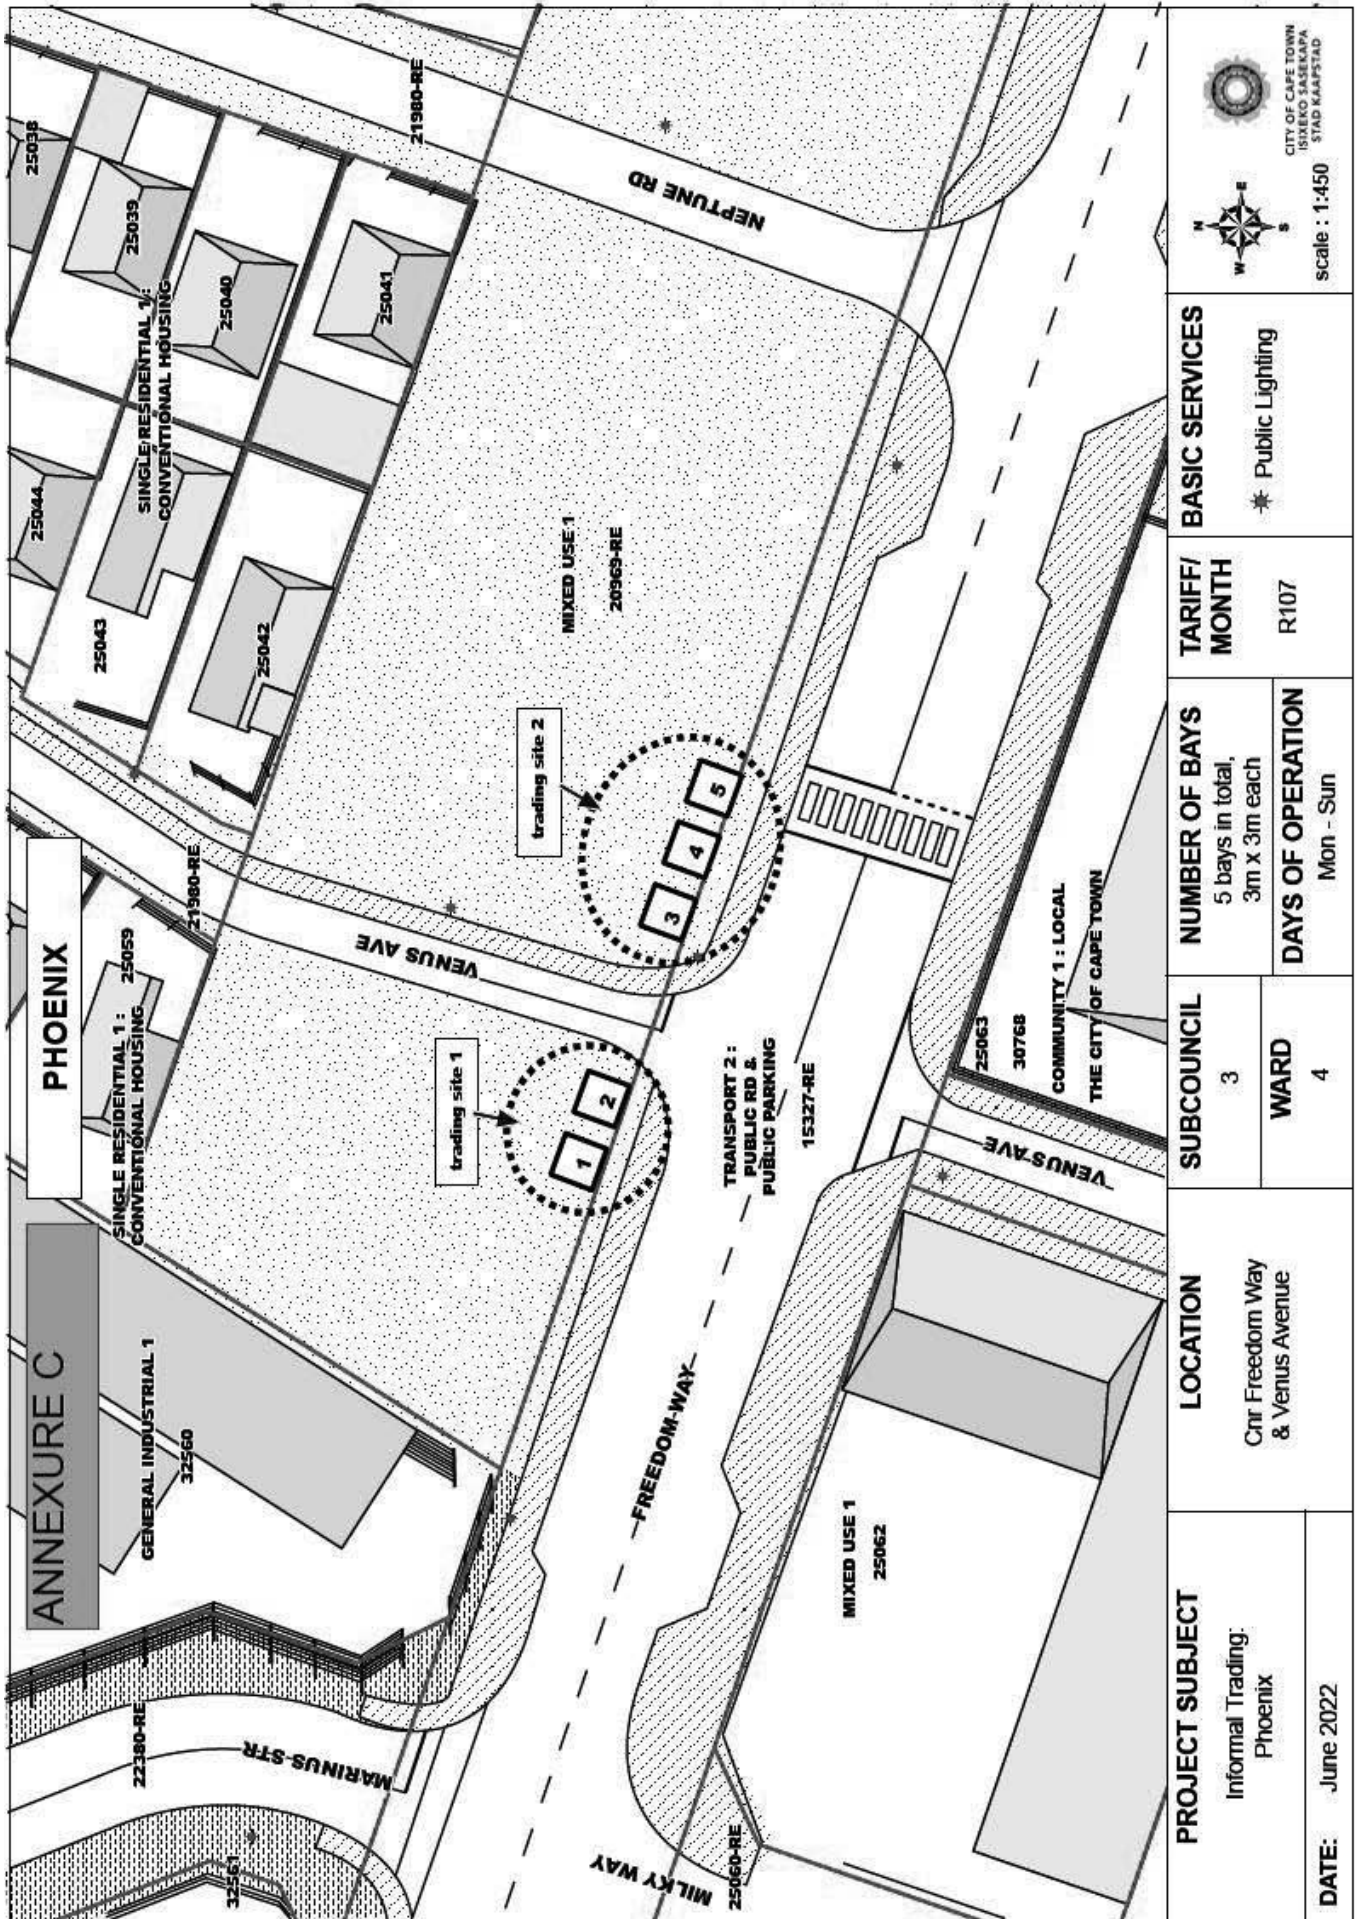 ANNEXURE C
PHOENIX
GENERAL INDUSTRIAL 1
32560
SINGLE RESIDENTIAL 1 :
CONVENTIONAL HOUSING
25059
21980-RE
25043
25044
25042
SINGLE RESIDENTIAL 1 :
CONVENTIONAL HOUSING
25038
25039
25040
25041
21980-RE
22380-RE
32561
MARINUS STR
trading site 1
1
2
VENUS AVE
trading site 2
3
4
5
MIXED USE 1
20969-RE
NEPTUNE RD
MILKY WAY
25060-RE
FREEDOM WAY
TRANSPORT 2 :
PUBLIC RD &
PUBLIC PARKING
15327-RE
MIXED USE 1
25062
VENUS AVE
25063
30768
COMMUNITY 1 : LOCAL
THE CITY OF CAPE TOWN
PROJECT SUBJECT
Informal Trading:
Phoenix
DATE: June 2022
LOCATION
Cnr Freedom Way
& Venus Avenue
SUBCOUNCIL
3
WARD
4
NUMBER OF BAYS
5 bays in total,
3m x 3m each
DAYS OF OPERATION
Mon - Sun
TARIFF/
MONTH
R107
BASIC SERVICES
Public Lighting
N
W
E
S
scale : 1:450
CITY OF CAPE TOWN
ISIXEKO SASEKAPA
STAD KAAPSTAD